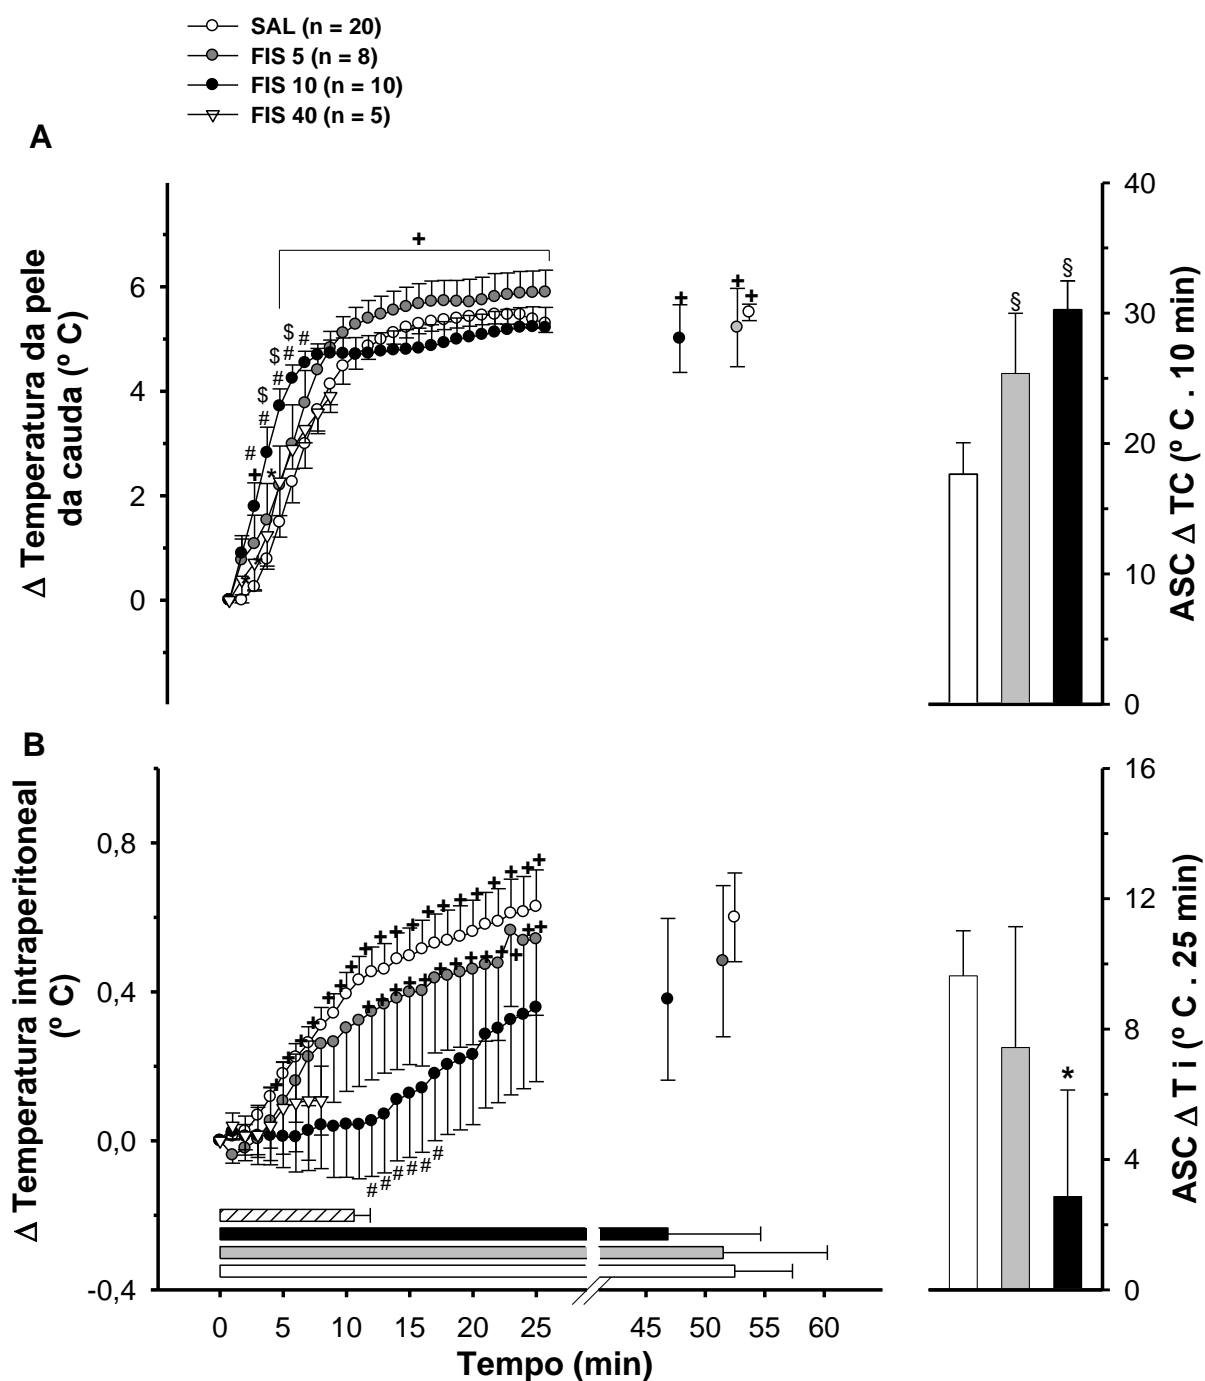 SAL (n = 20)
FIS 5 (n = 8)
FIS 10 (n = 10)
FIS 40 (n = 5)
A
Δ Temperatura da pele
da cauda (º C)
6
4
2
0
+
$ $ $ #
# # #
#
+ *
* *
+ + +
§ §
40
30
20
10
0
ASC Δ TC (º C . 10 min)
B
Δ Temperatura intraperitoneal
(º C)
0,8
0,4
0,0
-0,4
# # # # # #
*
16
12
8
4
0
ASC Δ T i (º C . 25 min)
0 5 10 15 20 25 45 50 55 60
Tempo (min)